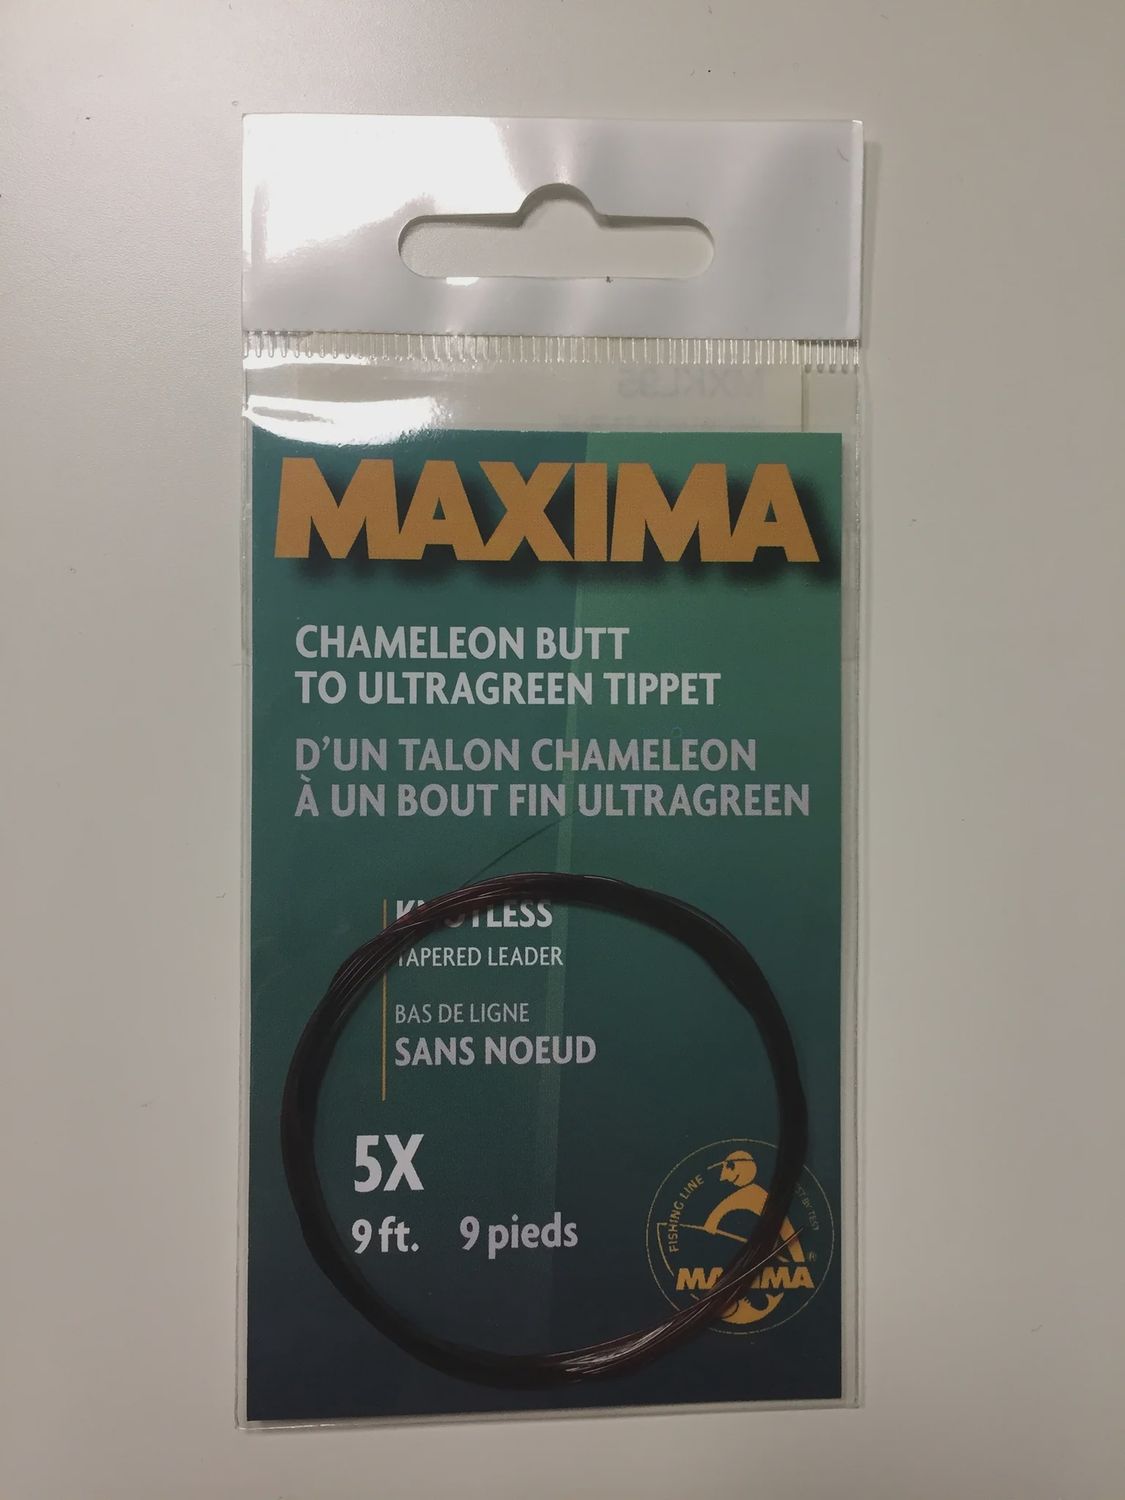 MAXIMA
CHAMELEON BUTT
TO ULTRAGREEN TIPPET
D'UN TALON CHAMELEON
À UN BOUT FIN ULTRAGREEN
KNOTLESS
TAPERED LEADER
BAS DE LIGNE
SANS NOEUD
5X
9 ft. 9 pieds
FISHING LINE
MAXIMA
®